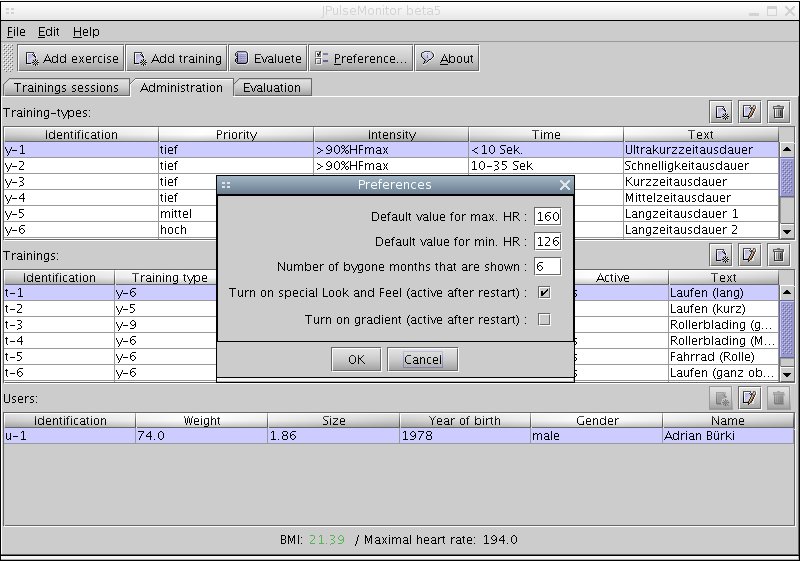 JPulseMonitor beta5
File Edit Help
Add exercise Add training Evaluete Preference... About
Trainings sessions Administration Evaluation
Training-types:
Identification Priority Intensity Time Text
y-1 tief >90%HFmax <10 Sek. Ultrakurzzeitausdauer
y-2 tief >90%HFmax 10-35 Sek Schnelligkeitausdauer
y-3 tief Kurzzeitausdauer
y-4 tief Mittelzeitausdauer
y-5 mittel Langzeitausdauer 1
y-6 hoch Langzeitausdauer 2
Preferences
Default value for max. HR : 160
Default value for min. HR : 126
Number of bygone months that are shown : 6
Turn on special Look and Feel (active after restart) :
Turn on gradient (active after restart) :
OK Cancel
Trainings:
Identification Training type Active Text
t-1 y-6 Laufen (lang)
t-2 y-5 Laufen (kurz)
t-3 y-9 Rollerblading (g...
t-4 y-6 Rollerblading (M...
t-5 y-6 Fahrrad (Rolle)
t-6 y-6 Laufen (ganz ob...
Users:
Identification Weight Size Year of birth Gender Name
u-1 74.0 1.86 1978 male Adrian Bürki
BMI: 21.39 / Maximal heart rate: 194.0